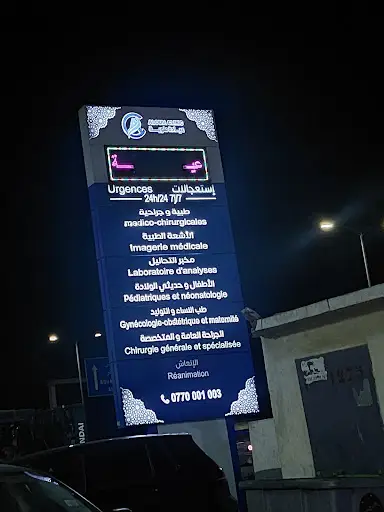 Urgences إستعجالات
24h/24 7j/7
طبية و جراحية
medico-chirurgicales
الأشعة الطبية
Imagerie médicale
مخبر التحاليل
Laboratoire d'analyses
الأطفال و حديثي الولادة
Pédiatriques et néonatologie
طب النساء و التوليد
Gynécologie-obstétrique et maternité
الجراحة العامة و المتخصصة
Chirurgie générale et spécialisée
الإنعاش
Réanimation
0770 001 003